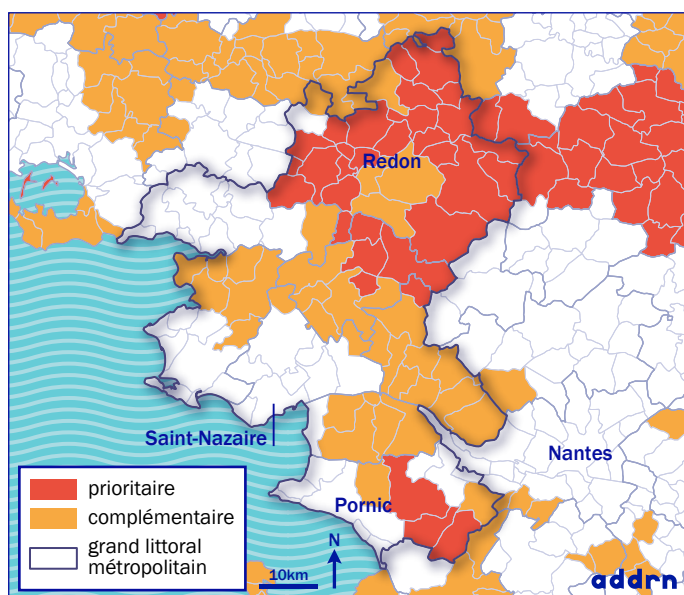 Redon
Saint-Nazaire
Nantes
Pornic
prioritaire
complémentaire
grand littoral
métropolitain
N
10km
addrn